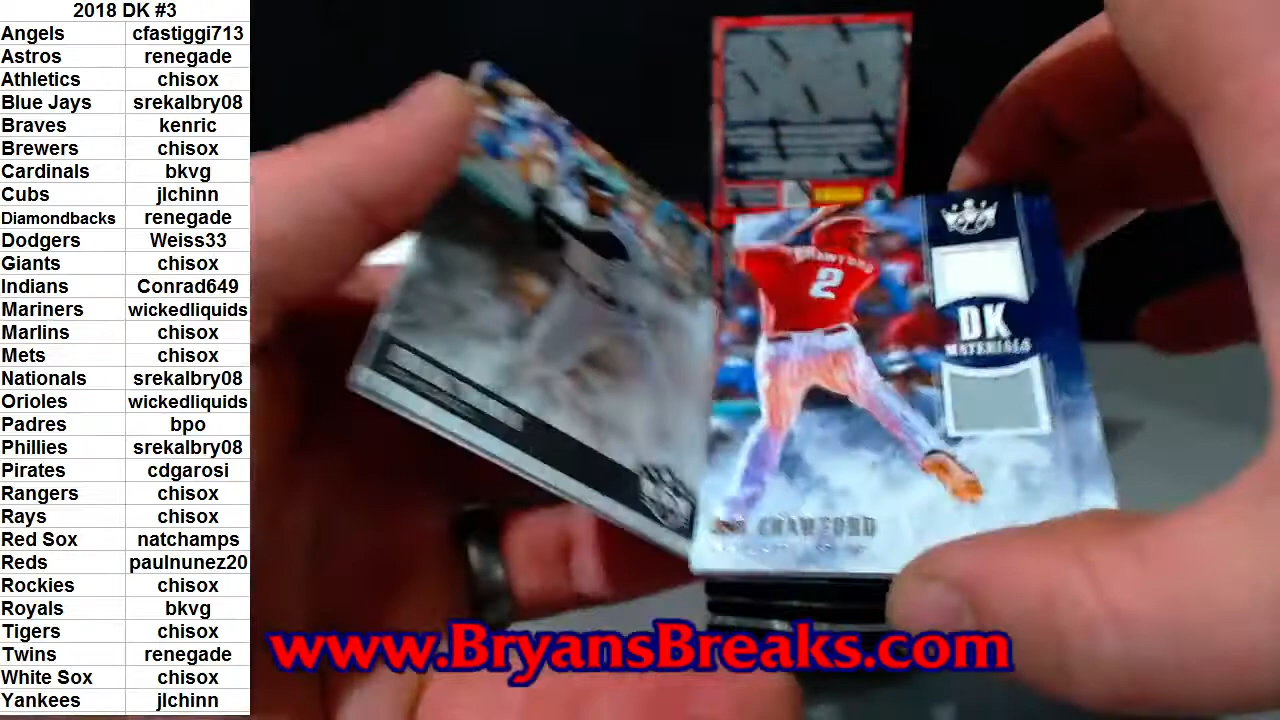 2018 DK #3
Angels cfastiggi713
Astros renegade
Athletics chisox
Blue Jays srekalbry08
Braves kenric
Brewers chisox
Cardinals bkvg
Cubs jlchinn
Diamondbacks renegade
Dodgers Weiss33
Giants chisox
Indians Conrad649
Mariners wickedliquids
Marlins chisox
Mets chisox
Nationals srekalbry08
Orioles wickedliquids
Padres bpo
Phillies srekalbry08
Pirates cdgarosi
Rangers chisox
Rays chisox
Red Sox natchamps
Reds paulnunez20
Rockies chisox
Royals bkvg
Tigers chisox
Twins renegade
White Sox chisox
Yankees jlchinn
CRAWFORD
2
DK
MATERIALS
CRAWFORD
www.BryansBreaks.com